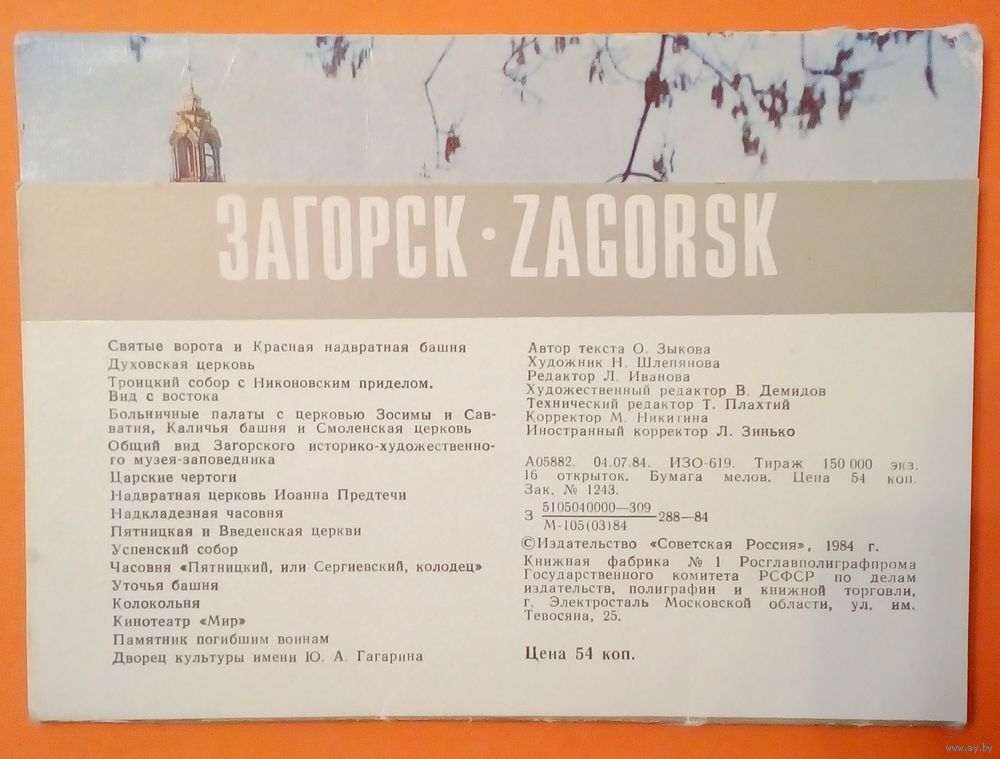 ЗАГОРСК · ZAGORSK
Святые ворота и Красная надвратная башня
Духовская церковь
Троицкий собор с Никоновским приделом.
Вид с востока
Больничные палаты с церковью Зосимы и Сав-
ватия, Каличья башня и Смоленская церковь
Общий вид Загорского историко-художественно-
го музея-заповедника
Царские чертоги
Надвратная церковь Иоанна Предтечи
Надкладезная часовня
Пятницкая и Введенская церкви
Успенский собор
Часовня «Пятницкий, или Сергиевский, колодец»
Уточья башня
Колокольня
Кинотеатр «Мир»
Памятник погибшим воинам
Дворец культуры имени Ю. А. Гагарина
Автор текста О. Зыкова
Художник Н. Шлепянова
Редактор Л. Иванова
Художественный редактор В. Демидов
Технический редактор Т. Плахтий
Корректор М. Никитина
Иностранный корректор Л. Зинько
А05882. 04.07.84. ИЗО-619. Тираж 150 000 экз.
16 открыток. Бумага мелов. Цена 54 коп.
Зак. № 1243.
З 5105040000—309
М-105(03)84 288—84
© Издательство «Советская Россия», 1984 г.
Книжная фабрика № 1 Росглавполиграфпрома
Государственного комитета РСФСР по делам
издательств, полиграфии и книжной торговли,
г. Электросталь Московской области, ул. им.
Тевосяна, 25.
Цена 54 коп.
www.ay.by